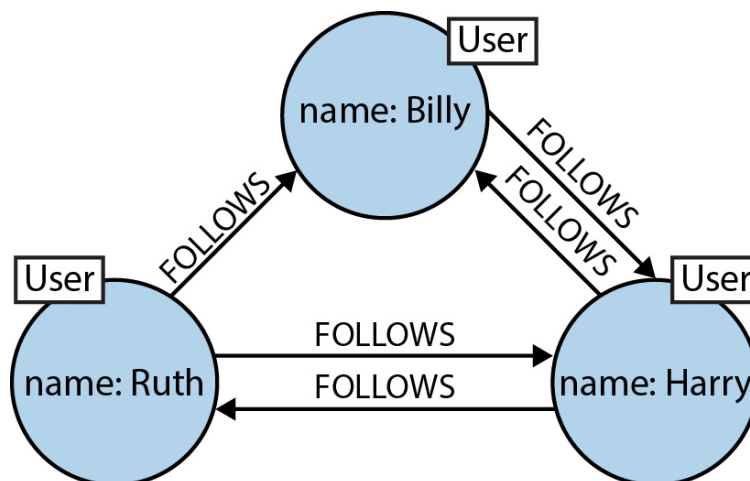 User
name: Billy
FOLLOWS
FOLLOWS
FOLLOWS
User
User
name: Ruth
FOLLOWS
FOLLOWS
name: Harry